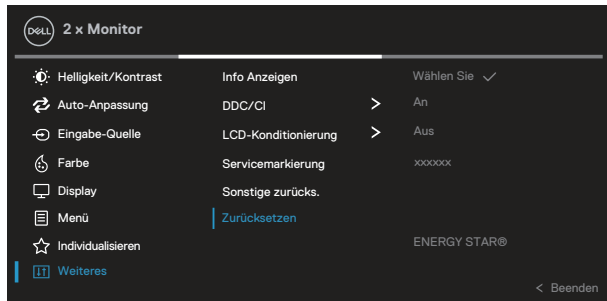 DELL 2 x Monitor
Helligkeit/Kontrast Info Anzeigen Wählen Sie
Auto-Anpassung DDC/CI > An
Eingabe-Quelle LCD-Konditionierung > Aus
Farbe Servicemarkierung xxxxxx
Display Sonstige zurücks.
Menü Zurücksetzen
Individualisieren ENERGY STAR®
Weiteres
< Beenden